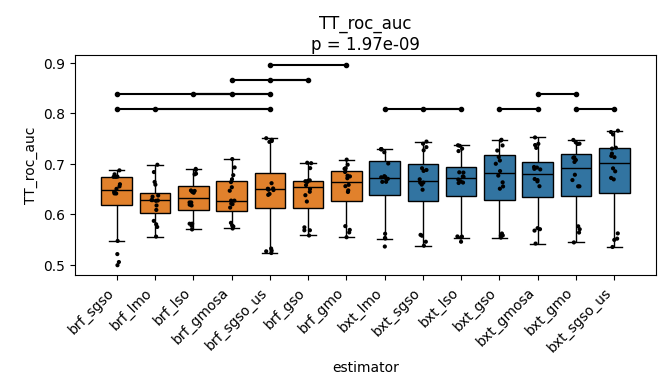 TT_roc_auc
p = 1.97e-09
TT_roc_auc
0.9
0.8
0.7
0.6
0.5
brf_sgso
brf_lmo
brf_lso
brf_gmosa
brf_sgso_us
brf_gso
brf_gmo
bxt_lmo
bxt_sgso
bxt_lso
bxt_gso
bxt_gmosa
bxt_gmo
bxt_sgso_us
estimator